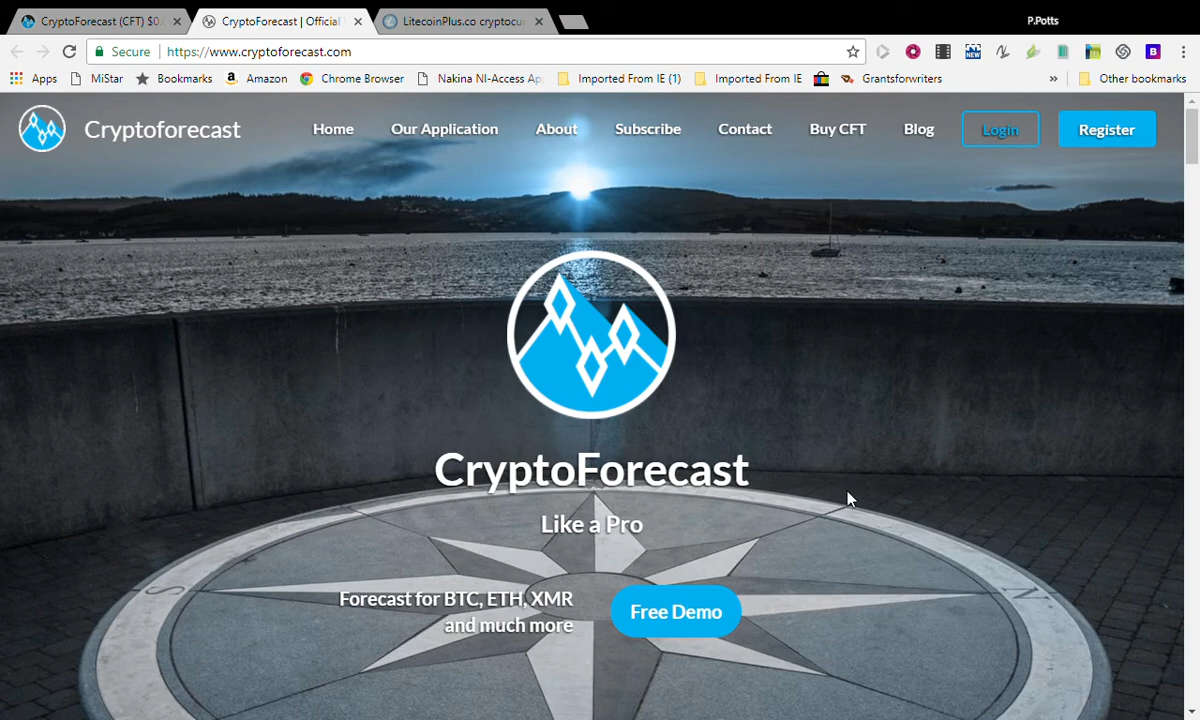 CryptoForecast (CFT) $0.0
CryptoForecast | Official
LitecoinPlus.co cryptocur
P.Potts
Secure
https://www.cryptoforecast.com
NEW
B
Apps
MiStar
Bookmarks
Amazon
Chrome Browser
Nakina NI-Access Ap
Imported From IE (1)
Imported From IE
Grantsforwriters
»
Other bookmarks
Cryptoforecast
Home
Our Application
About
Subscribe
Contact
Buy CFT
Blog
Login
Register
CryptoForecast
Like a Pro
Forecast for BTC, ETH, XMR
and much more
Free Demo
S
N